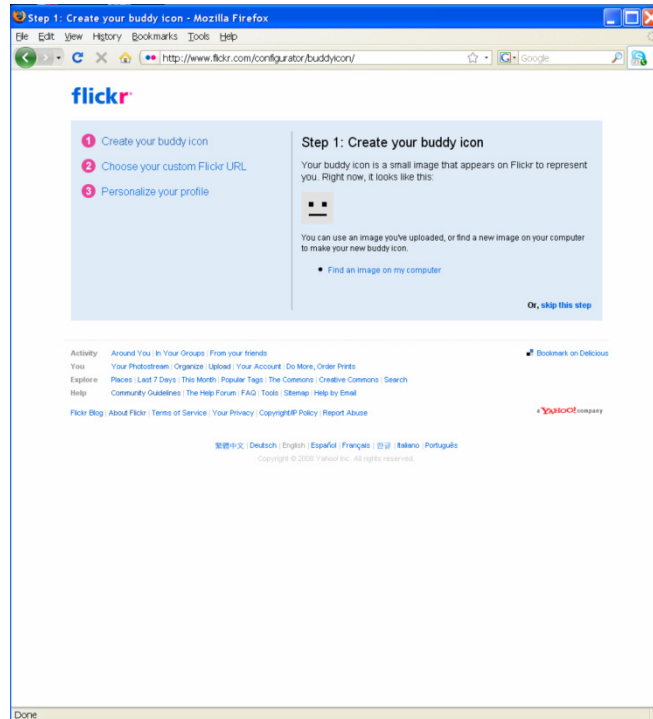 Step 1: Create your buddy icon - Mozilla Firefox
File Edit View History Bookmarks Tools Help
http://www.flickr.com/configurator/buddyicon/ Google
flickr
1 Create your buddy icon
2 Choose your custom Flickr URL
3 Personalize your profile
Step 1: Create your buddy icon
Your buddy icon is a small image that appears on Flickr to represent
you. Right now, it looks like this:
You can use an image you've uploaded, or find a new image on your computer
to make your new buddy icon.
• Find an image on my computer
Or, skip this step
Activity Around You | In Your Groups | From your friends Bookmark on Delicious
You Your Photostream | Organize | Upload | Your Account | Do More, Order Prints
Explore Places | Last 7 Days | This Month | Popular Tags | The Commons | Creative Commons | Search
Help Community Guidelines | The Help Forum | FAQ | Tools | Sitemap | Help by Email
Flickr Blog | About Flickr | Terms of Service | Your Privacy | Copyright/IP Policy | Report Abuse a YAHOO! company
繁體中文 | Deutsch | English | Español | Français | 한글 | Italiano | Português
Copyright © 2008 Yahoo! Inc. All rights reserved.
Done